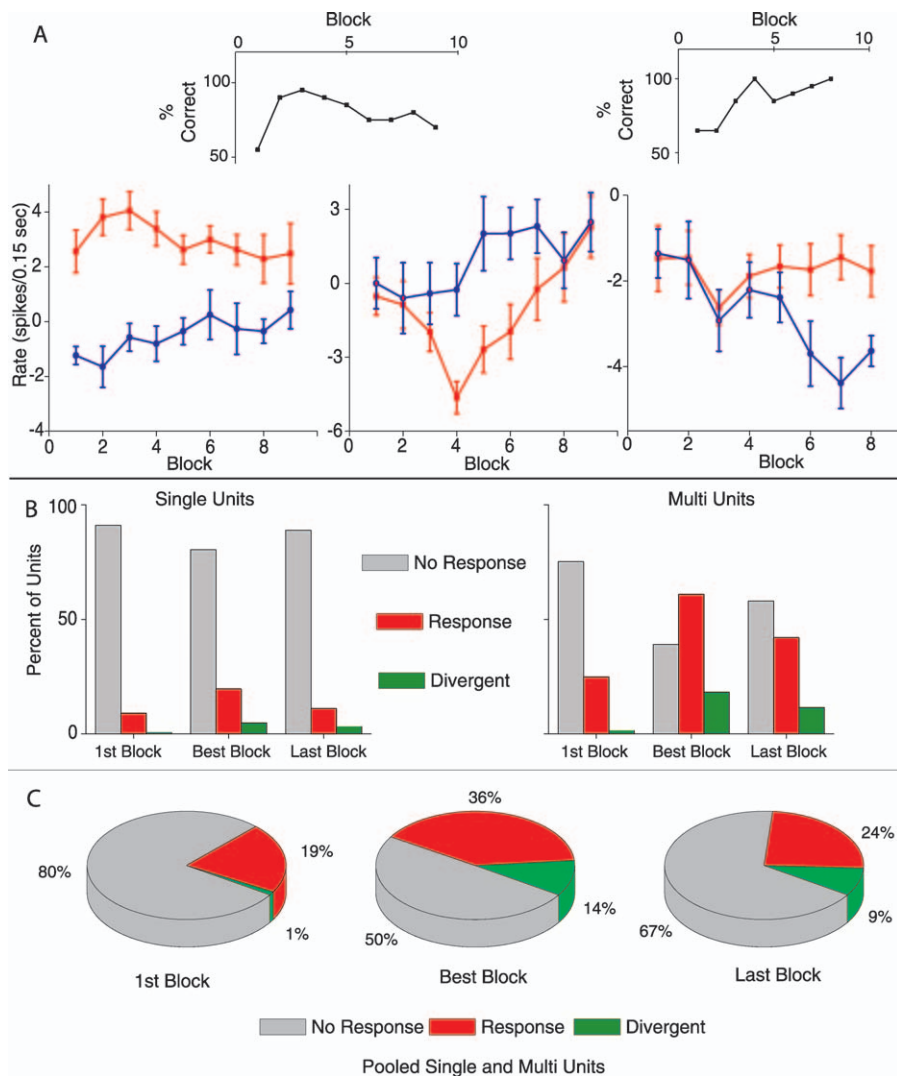 A
Block
0 5 10
100
50
%
Correct
Block
0 5 10
100
50
%
Correct
Rate (spikes/0.15 sec)
4
2
0
-2
-4
0 2 4 6 8
Block
3
0
-3
-6
0 2 4 6 8
Block
0
-2
-4
0 2 4 6 8
Block
B
Single Units
Multi Units
Percent of Units
100
50
0
1st Block Best Block Last Block
No Response
Response
Divergent
100
50
0
1st Block Best Block Last Block
C
80%
19%
1%
1st Block
36%
50%
14%
Best Block
24%
67%
9%
Last Block
No Response Response Divergent
Pooled Single and Multi Units